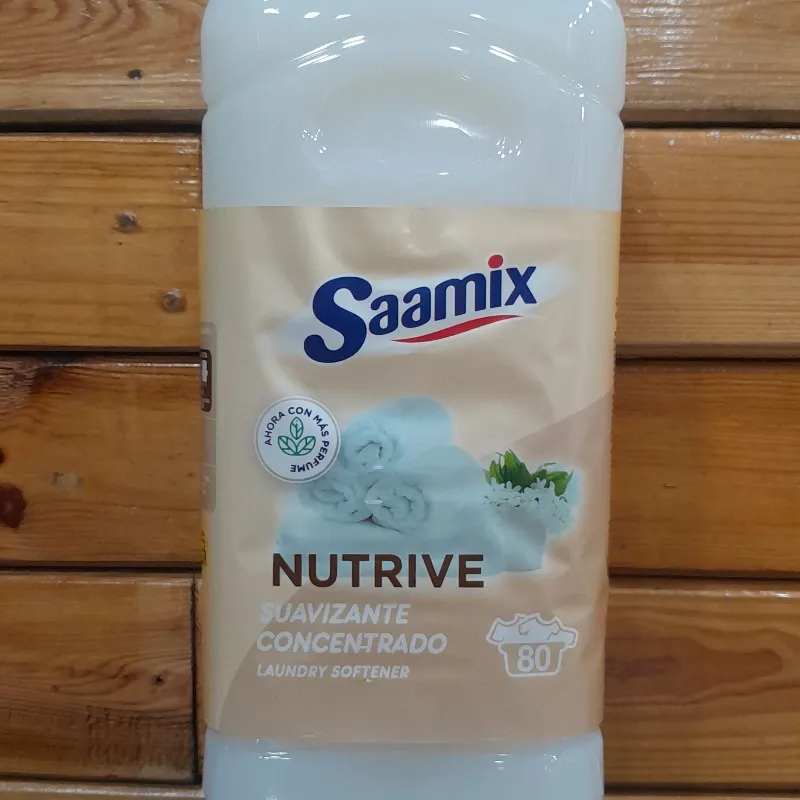 Saamix
AHORA CON MÁS PERFUME
NUTRIVE
SUAVIZANTE
CONCENTRADO
LAUNDRY SOFTENER
80